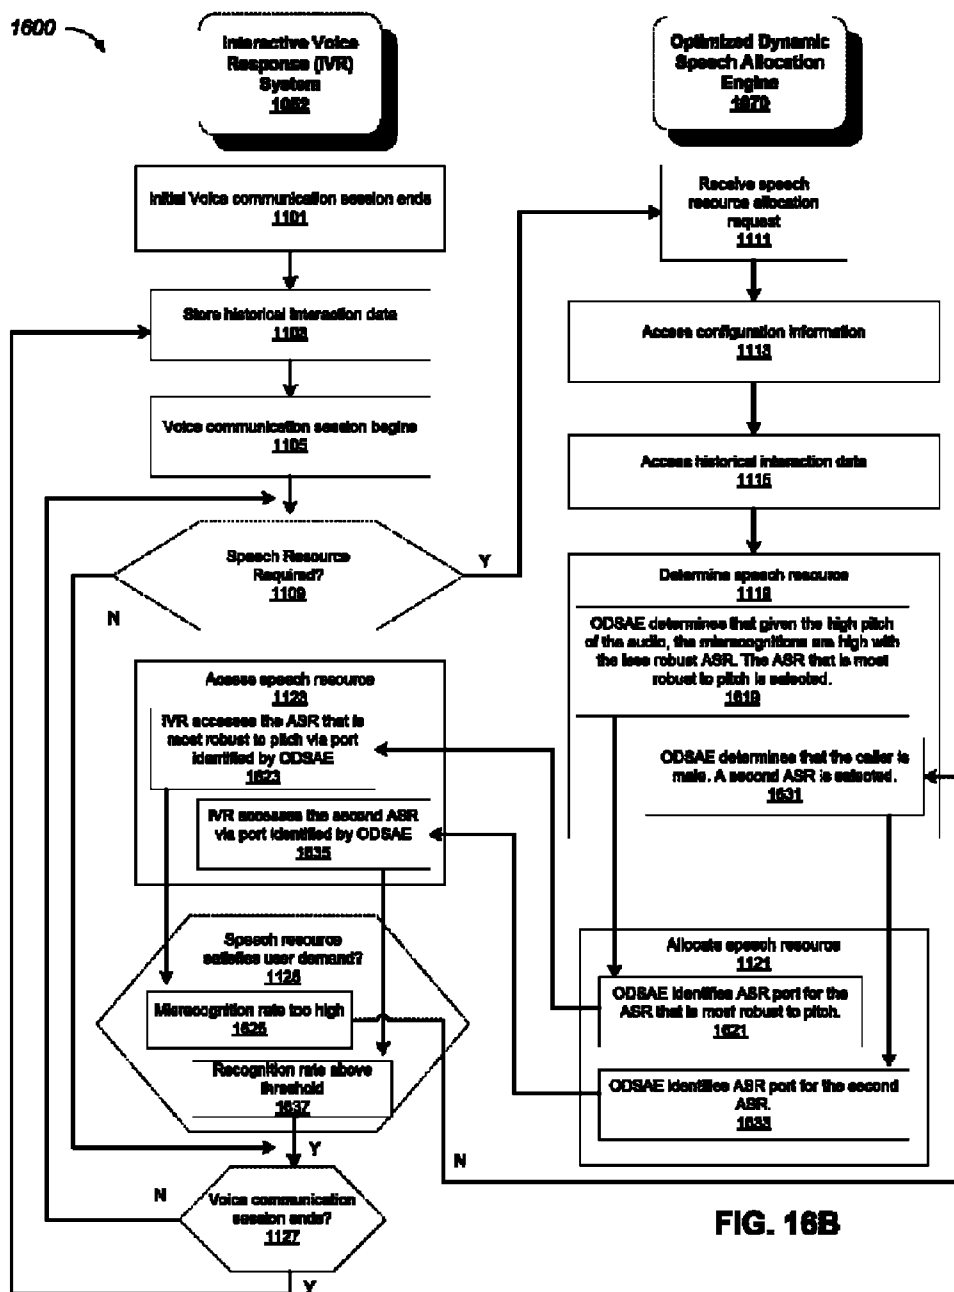 1600
Interactive Voice
Response (IVR)
System
1052
Optimized Dynamic
Speech Allocation
Engine
1070
Initial Voice communication session ends
1101
Store historical interaction data
1103
Voice communication session begins
1105
Speech Resource
Required?
1109
Y
N
Receive speech
resource allocation
request
1111
Access configuration information
1113
Access historical interaction data
1115
Determine speech resource
1119
ODSAE determines that given the high pitch
of the audio, the misrecognitions are high with
the less robust ASR. The ASR that is most
robust to pitch is selected.
1619
ODSAE determines that the caller is
male. A second ASR is selected.
1631
Access speech resource
1123
IVR accesses the ASR that is
most robust to pitch via port
identified by ODSAE
1623
IVR accesses the second ASR
via port identified by ODSAE
1635
Allocate speech resource
1121
ODSAE identifies ASR port for the
ASR that is most robust to pitch.
1621
ODSAE identifies ASR port for the second
ASR.
1633
Speech resource
satisfies user demand?
1125
Misrecognition rate too high
1625
Recognition rate above
threshold
1637
Y
N
N
Voice communication
session ends?
1127
Y
FIG. 16B